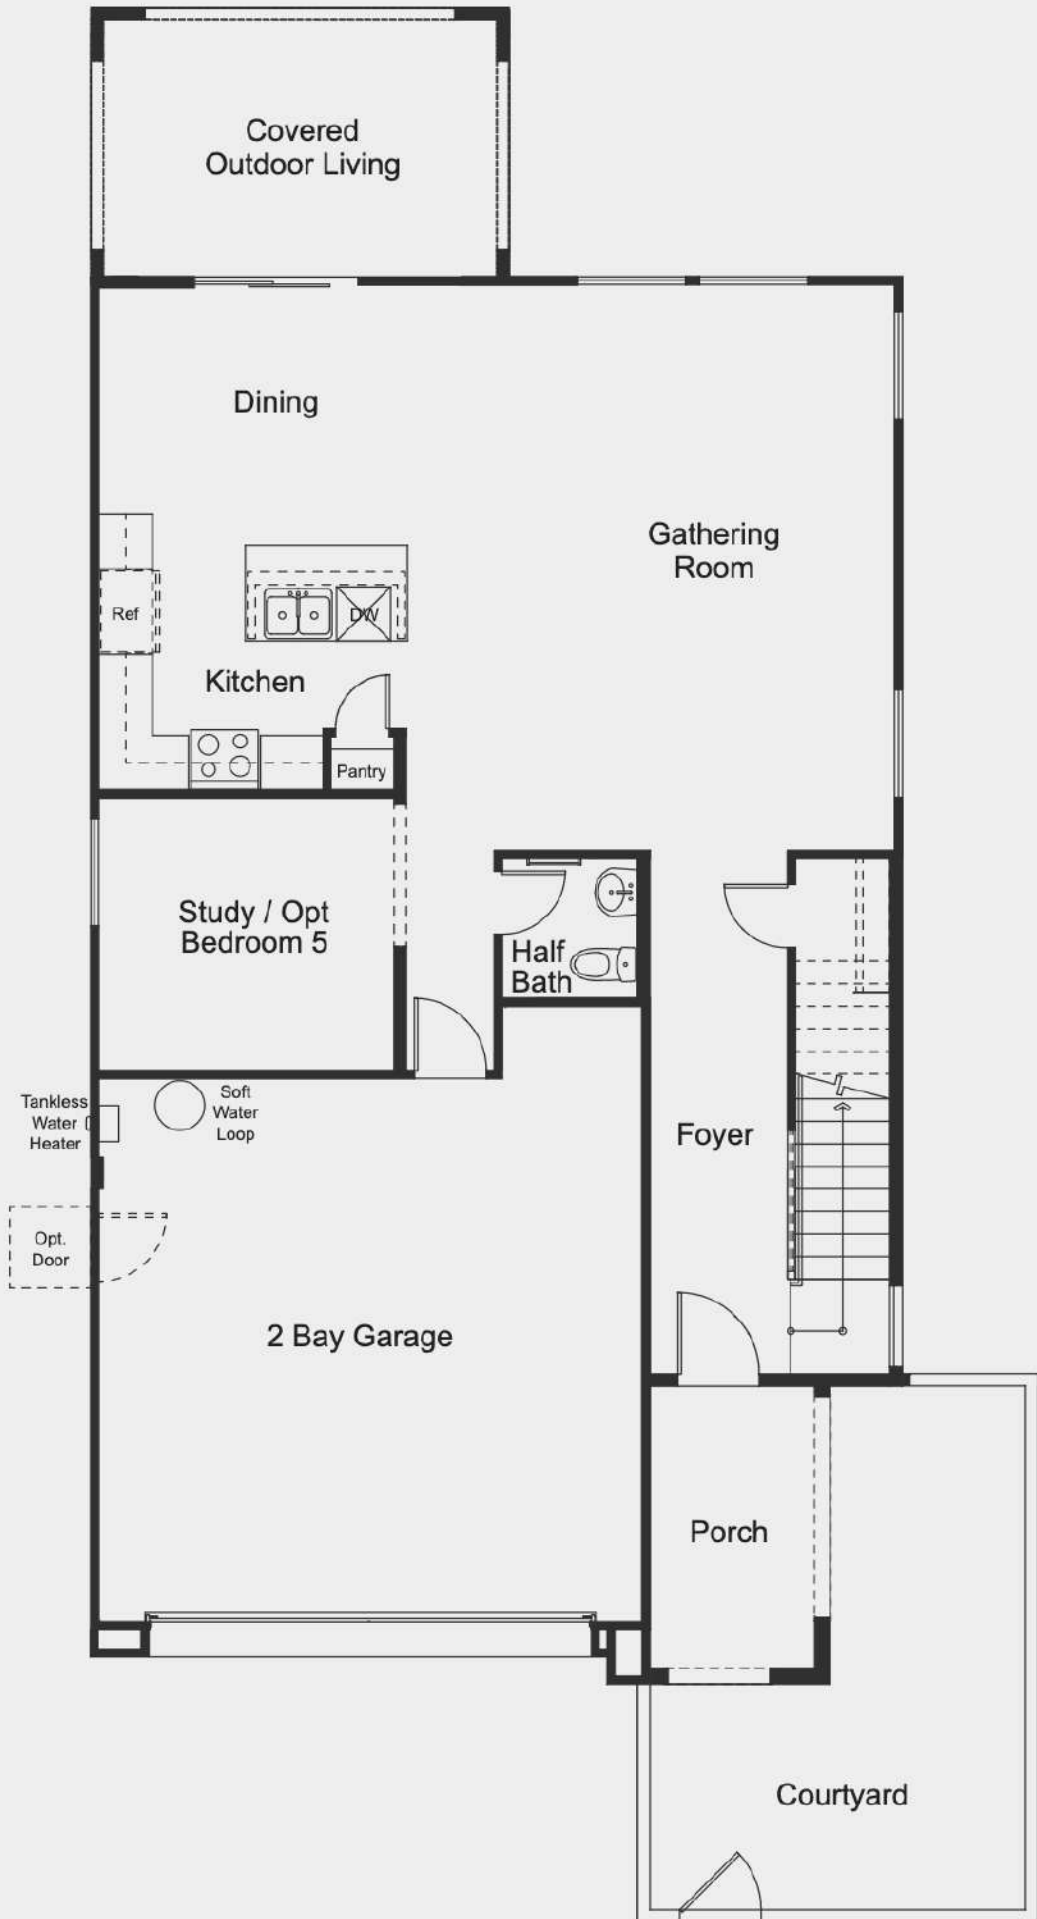 Covered
Outdoor Living
Dining
Gathering
Room
Ref
DW
Kitchen
Pantry
Study / Opt
Bedroom 5
Half
Bath
Tankless
Water
Heater
Soft
Water
Loop
Foyer
Opt.
Door
2 Bay Garage
Porch
Courtyard